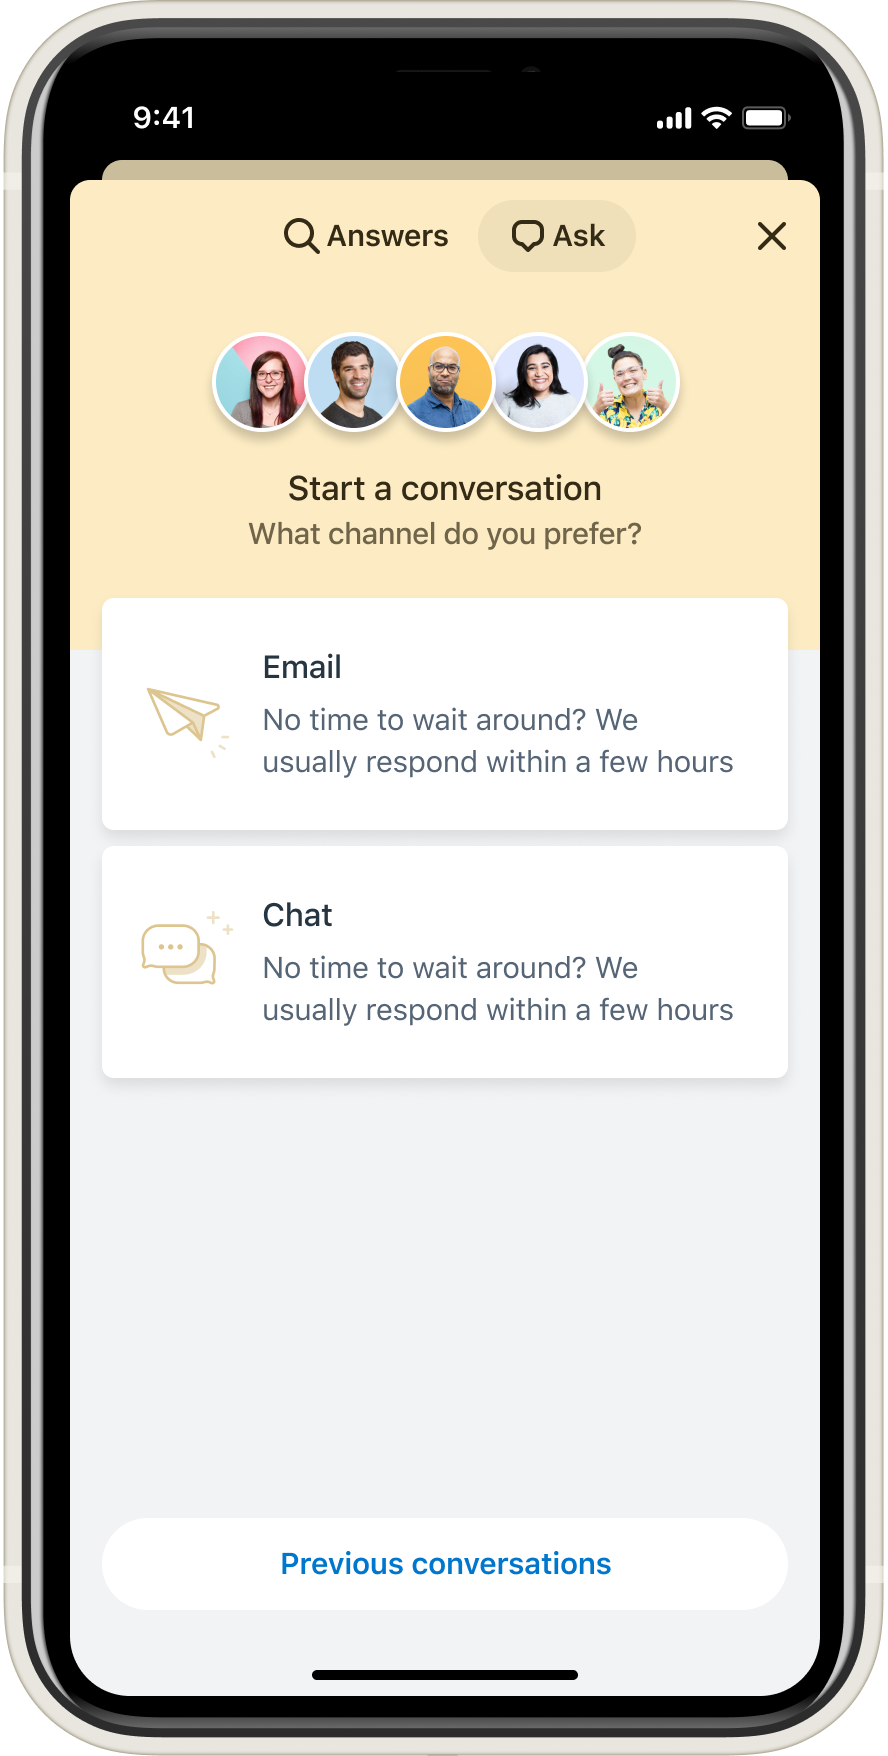 9:41
Answers
Ask
Start a conversation
What channel do you prefer?
Email
No time to wait around? We
usually respond within a few hours
Chat
No time to wait around? We
usually respond within a few hours
Previous conversations